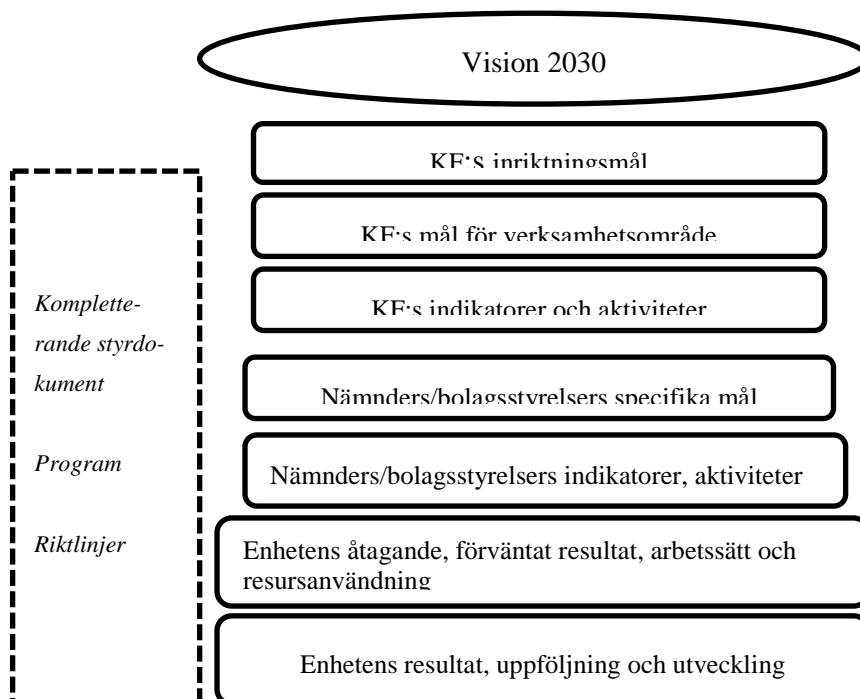 Vision 2030
KF:s inriktningsmål
KF:s mål för verksamhetsområde
KF:s indikatorer och aktiviteter
Nämnders/bolagsstyrelsers specifika mål
Nämnders/bolagsstyrelsers indikatorer, aktiviteter
Enhetens åtagande, förväntat resultat, arbetssätt och
resursanvändning
Enhetens resultat, uppföljning och utveckling
Komplette-
rande styrdo-
kument
Program
Riktlinjer